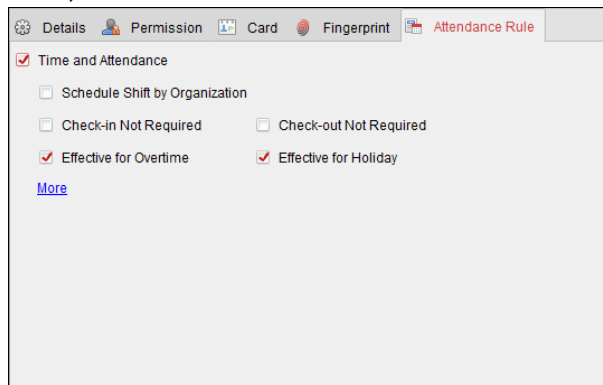 Details Permission Card Fingerprint Attendance Rule
Time and Attendance
Schedule Shift by Organization
Check-in Not Required Check-out Not Required
Effective for Overtime Effective for Holiday
More